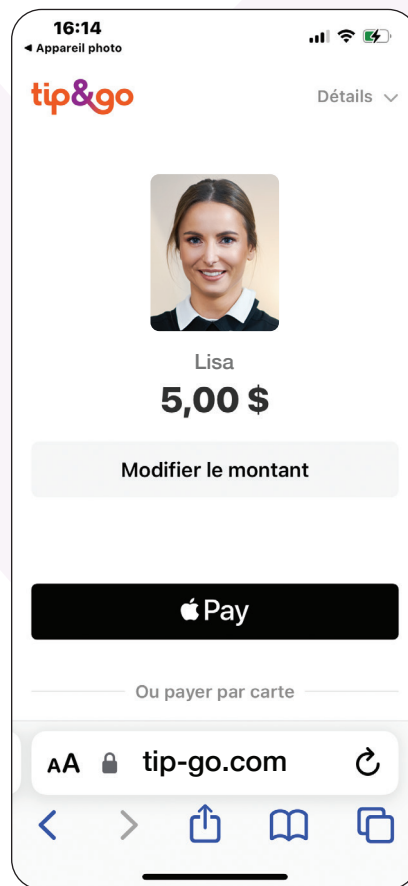 16:14
◀ Appareil photo
tip&go
Détails
Lisa
5,00 $
Modifier le montant
Pay
Ou payer par carte
AA tip-go.com